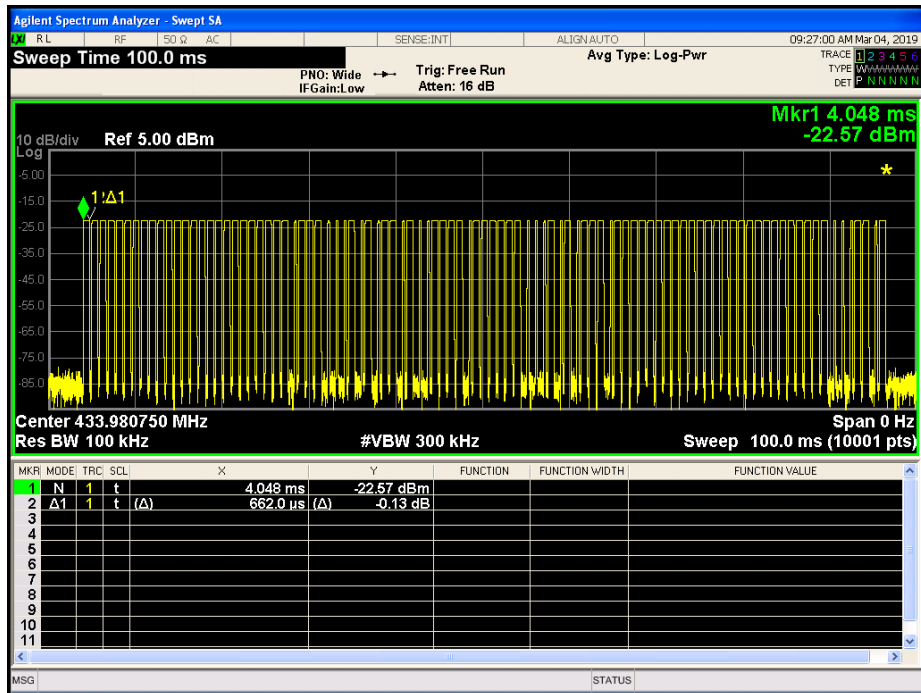 Agilent Spectrum Analyzer - Swept SA
LXI RL RF 50 Ω AC SENSE:INT ALIGN AUTO 09:27:00 AM Mar 04, 2019
Sweep Time 100.0 ms
PNO: Wide
IFGain:Low
Trig: Free Run
Atten: 16 dB
Avg Type: Log-Pwr
TRACE 1 2 3 4 5 6
TYPE WWWWWW
DET P N N N N N
Mkr1 4.048 ms
-22.57 dBm
10 dB/div Ref 5.00 dBm
Log
-5.00
-15.0
-25.0
-35.0
-45.0
-55.0
-65.0
-75.0
-85.0
1Δ1
*
Center 433.980750 MHz Span 0 Hz
Res BW 100 kHz #VBW 300 kHz Sweep 100.0 ms (10001 pts)
MKR MODE TRC SCL X Y FUNCTION FUNCTION WIDTH FUNCTION VALUE
1 N 1 t 4.048 ms -22.57 dBm
2 Δ1 1 t (Δ) 662.0 µs (Δ) -0.13 dB
3
4
5
6
7
8
9
10
11
MSG STATUS